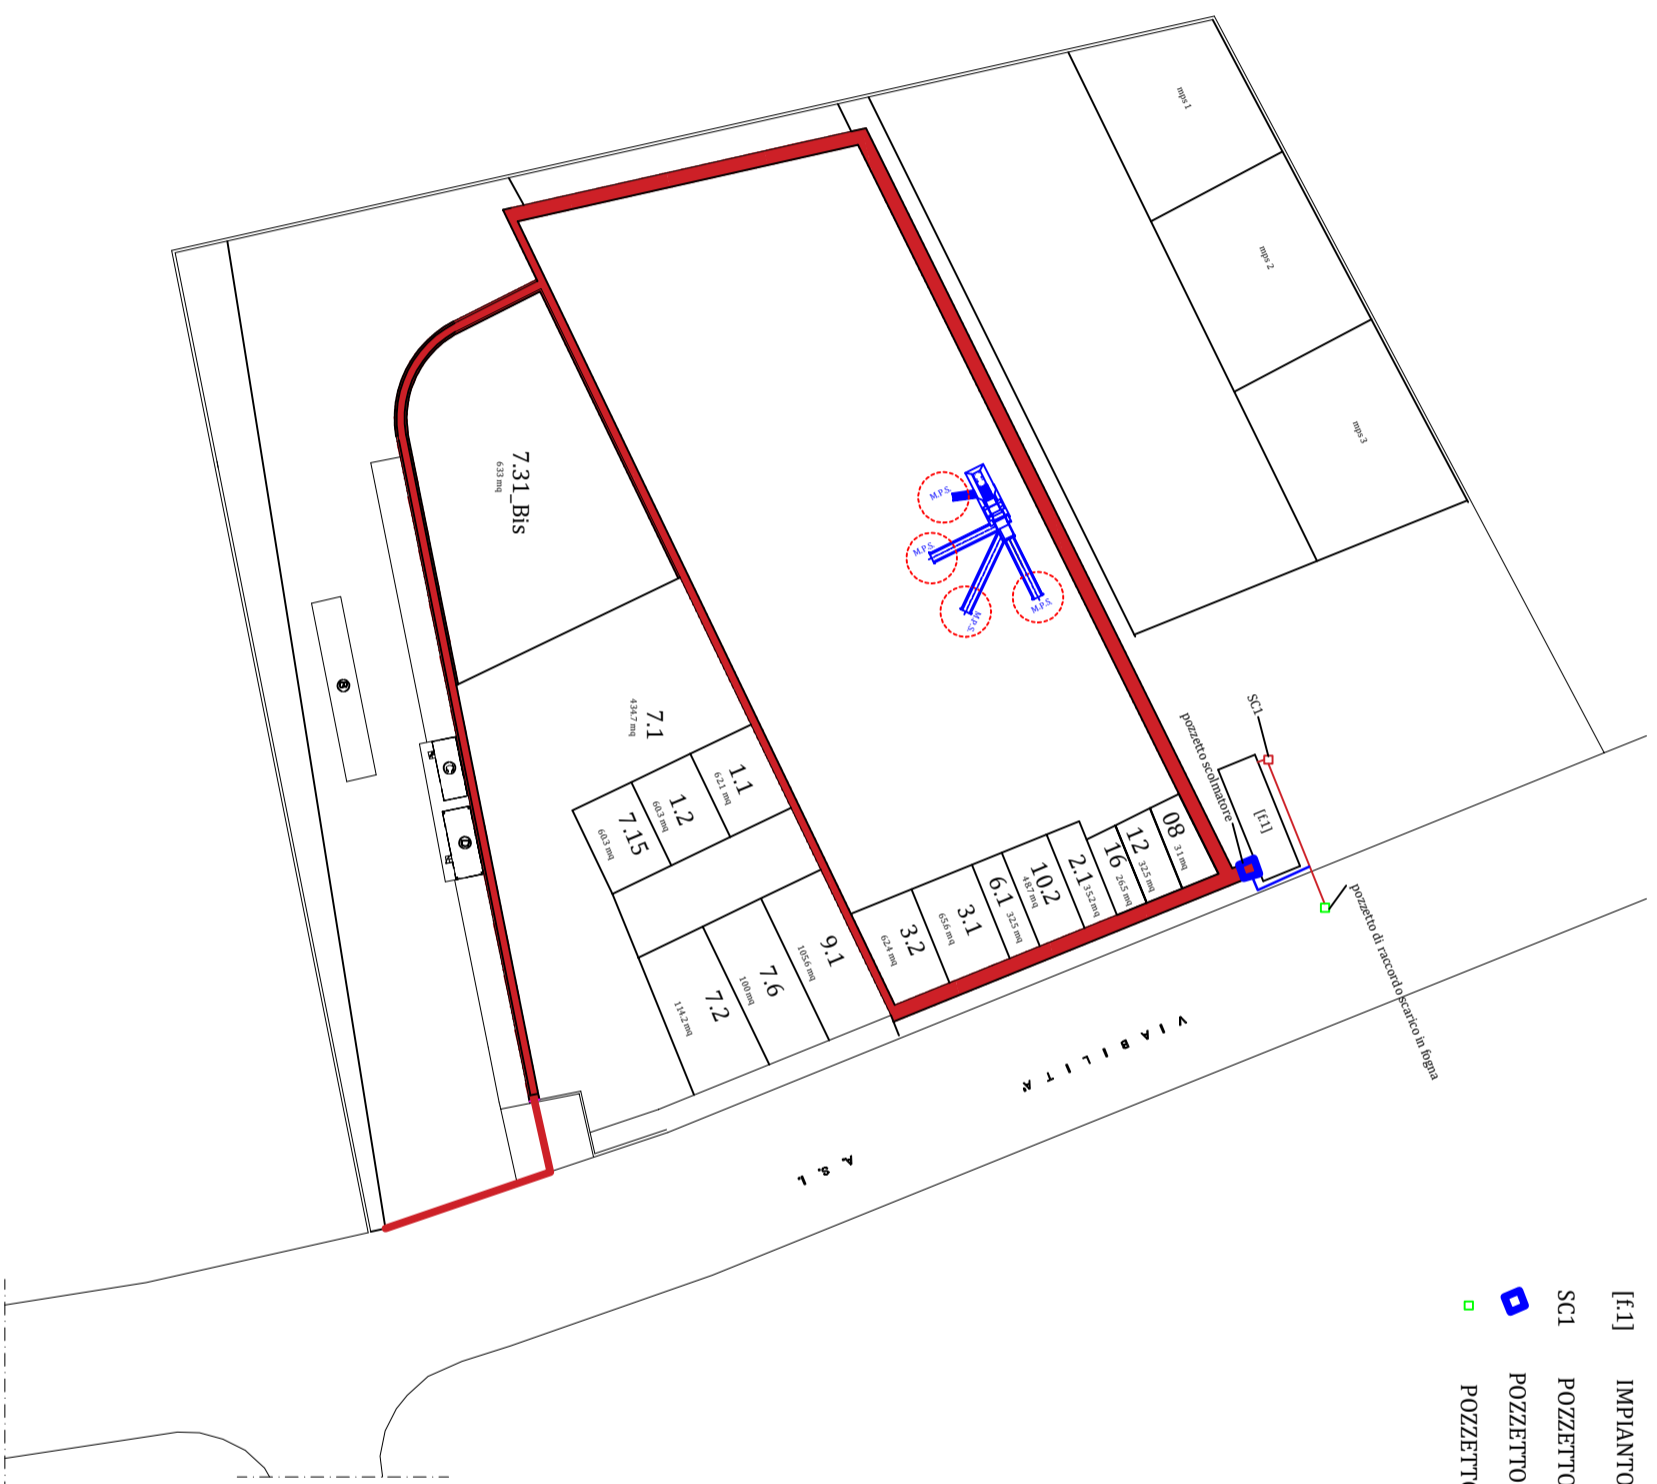 mps 1
mps 2
mps 3
M.P.S.
M.P.S.
M.P.S.
M.P.S.
7.31_Bis
633 mq
7.1
434.7 mq
1.1
62.1 mq
1.2
60.3 mq
7.15
60.3 mq
9.1
105.6 mq
7.6
100 mq
7.2
114.2 mq
08
31 mq
12
32.5 mq
16
26.5 mq
2.1
35.2 mq
10.2
48.7 mq
6.1
32.5 mq
3.1
65.6 mq
3.2
62.4 mq
SC1
pozzetto scolmatore
[f.1]
pozzetto di raccordo scarico in fogna
B
C
D
VIABILITÀ
A.S.I.
[f.1] IMPIANTO
SC1 POZZETTO
POZZETTO
POZZETTO